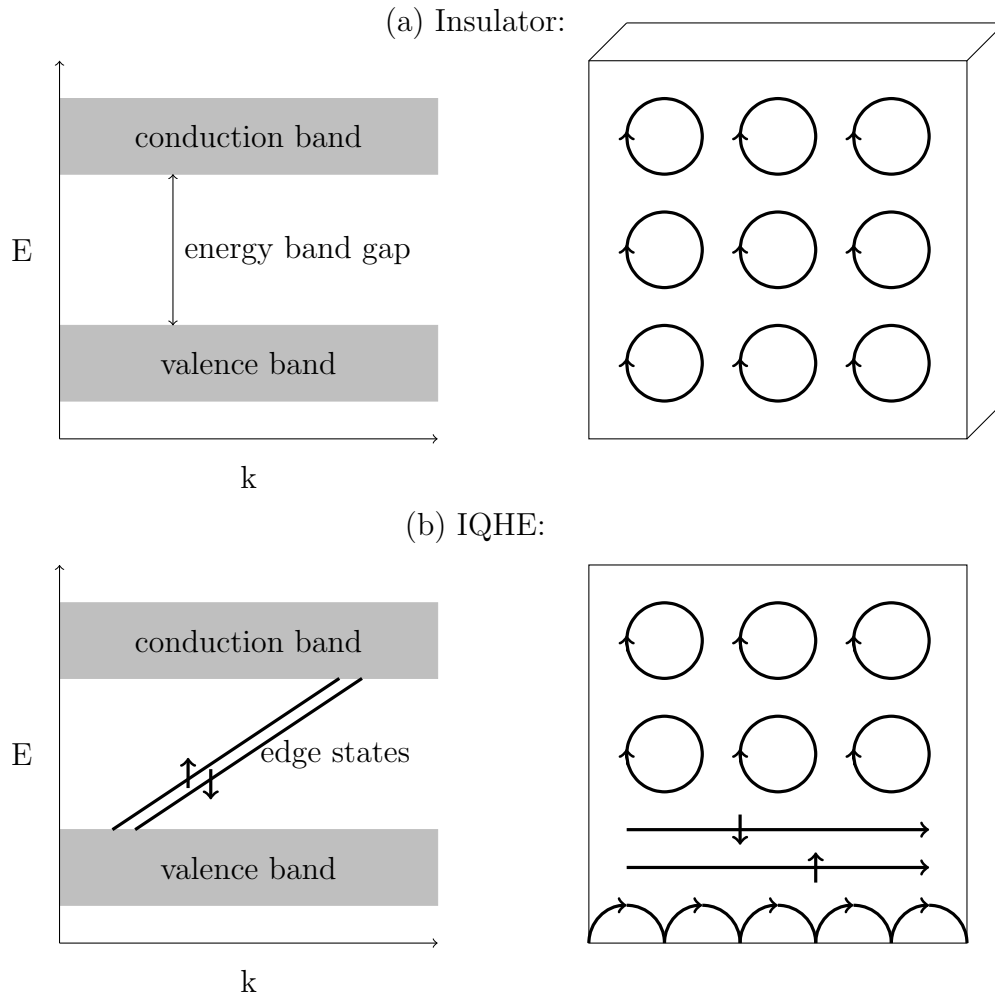 (a) Insulator:
conduction band
E
energy band gap
valence band
k
(b) IQHE:
conduction band
E
edge states
valence band
k